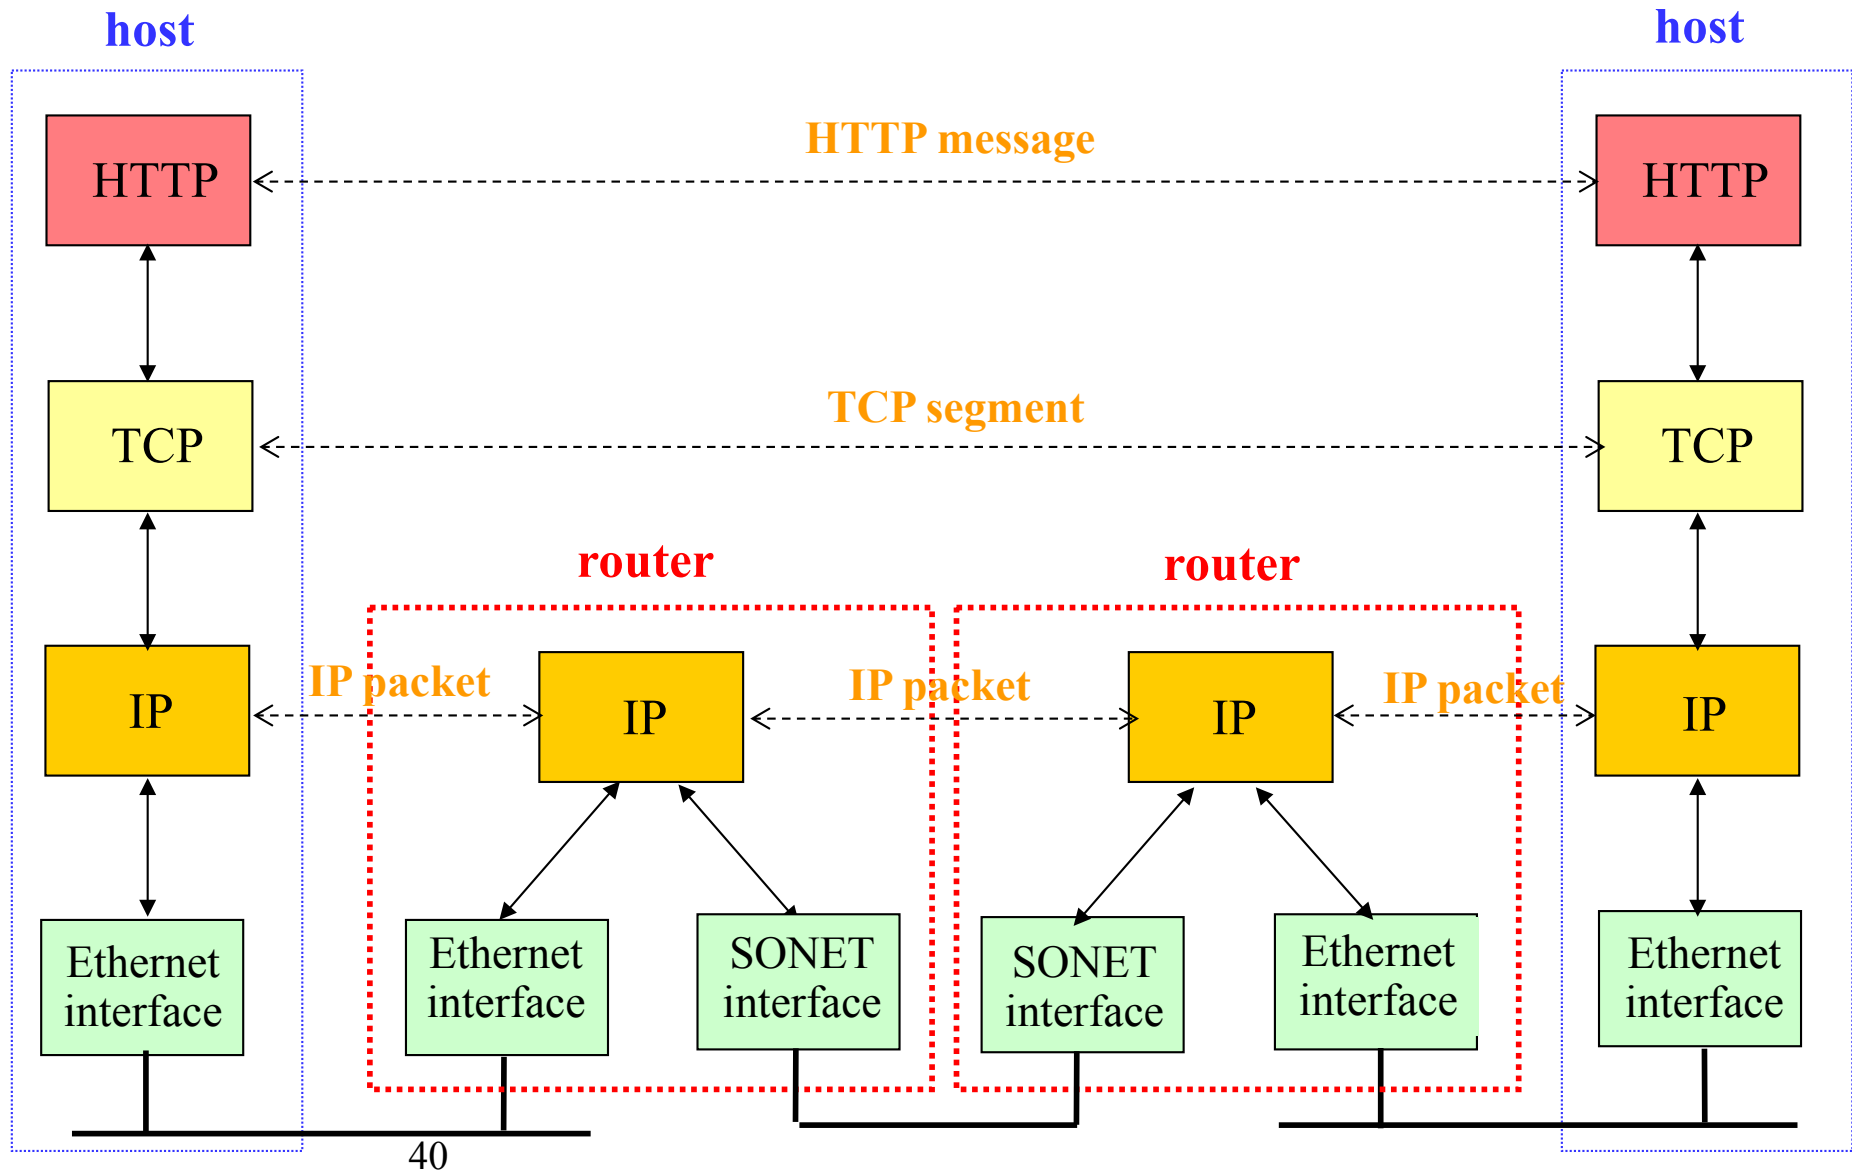 host
host
HTTP message
HTTP
HTTP
TCP segment
TCP
TCP
router
router
IP packet
IP packet
IP packet
IP
IP
IP
IP
Ethernet
interface
Ethernet
interface
SONET
interface
SONET
interface
Ethernet
interface
Ethernet
interface
40